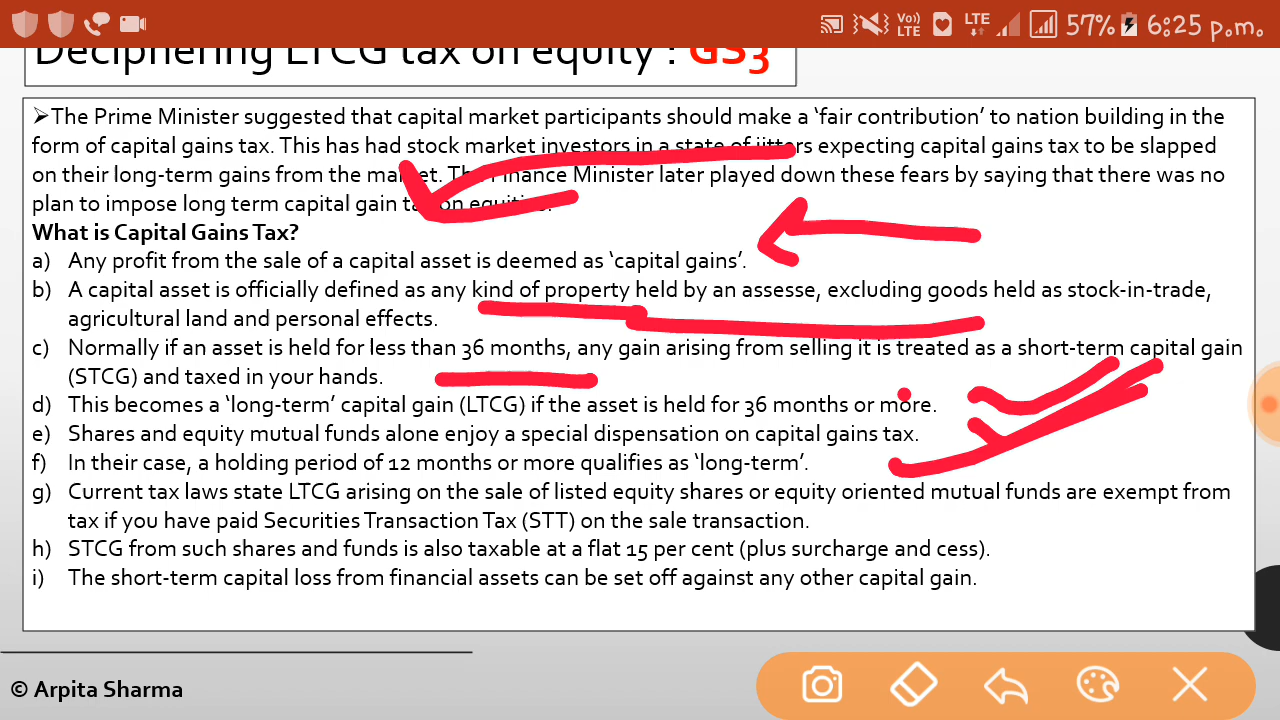 Vo)) LTE LTE 57% 6:25 p.m.
Deciphering LTCG tax on equity : GS3
➤The Prime Minister suggested that capital market participants should make a ‘fair contribution’ to nation building in the
form of capital gains tax. This has had stock market investors in a state of jitters expecting capital gains tax to be slapped
on their long-term gains from the market. The Finance Minister later played down these fears by saying that there was no
plan to impose long term capital gain tax on equities.
What is Capital Gains Tax?
a) Any profit from the sale of a capital asset is deemed as ‘capital gains’.
b) A capital asset is officially defined as any kind of property held by an assesse, excluding goods held as stock-in-trade,
agricultural land and personal effects.
c) Normally if an asset is held for less than 36 months, any gain arising from selling it is treated as a short-term capital gain
(STCG) and taxed in your hands.
d) This becomes a ‘long-term’ capital gain (LTCG) if the asset is held for 36 months or more.
e) Shares and equity mutual funds alone enjoy a special dispensation on capital gains tax.
f) In their case, a holding period of 12 months or more qualifies as ‘long-term’.
g) Current tax laws state LTCG arising on the sale of listed equity shares or equity oriented mutual funds are exempt from
tax if you have paid Securities Transaction Tax (STT) on the sale transaction.
h) STCG from such shares and funds is also taxable at a flat 15 per cent (plus surcharge and cess).
i) The short-term capital loss from financial assets can be set off against any other capital gain.
© Arpita Sharma